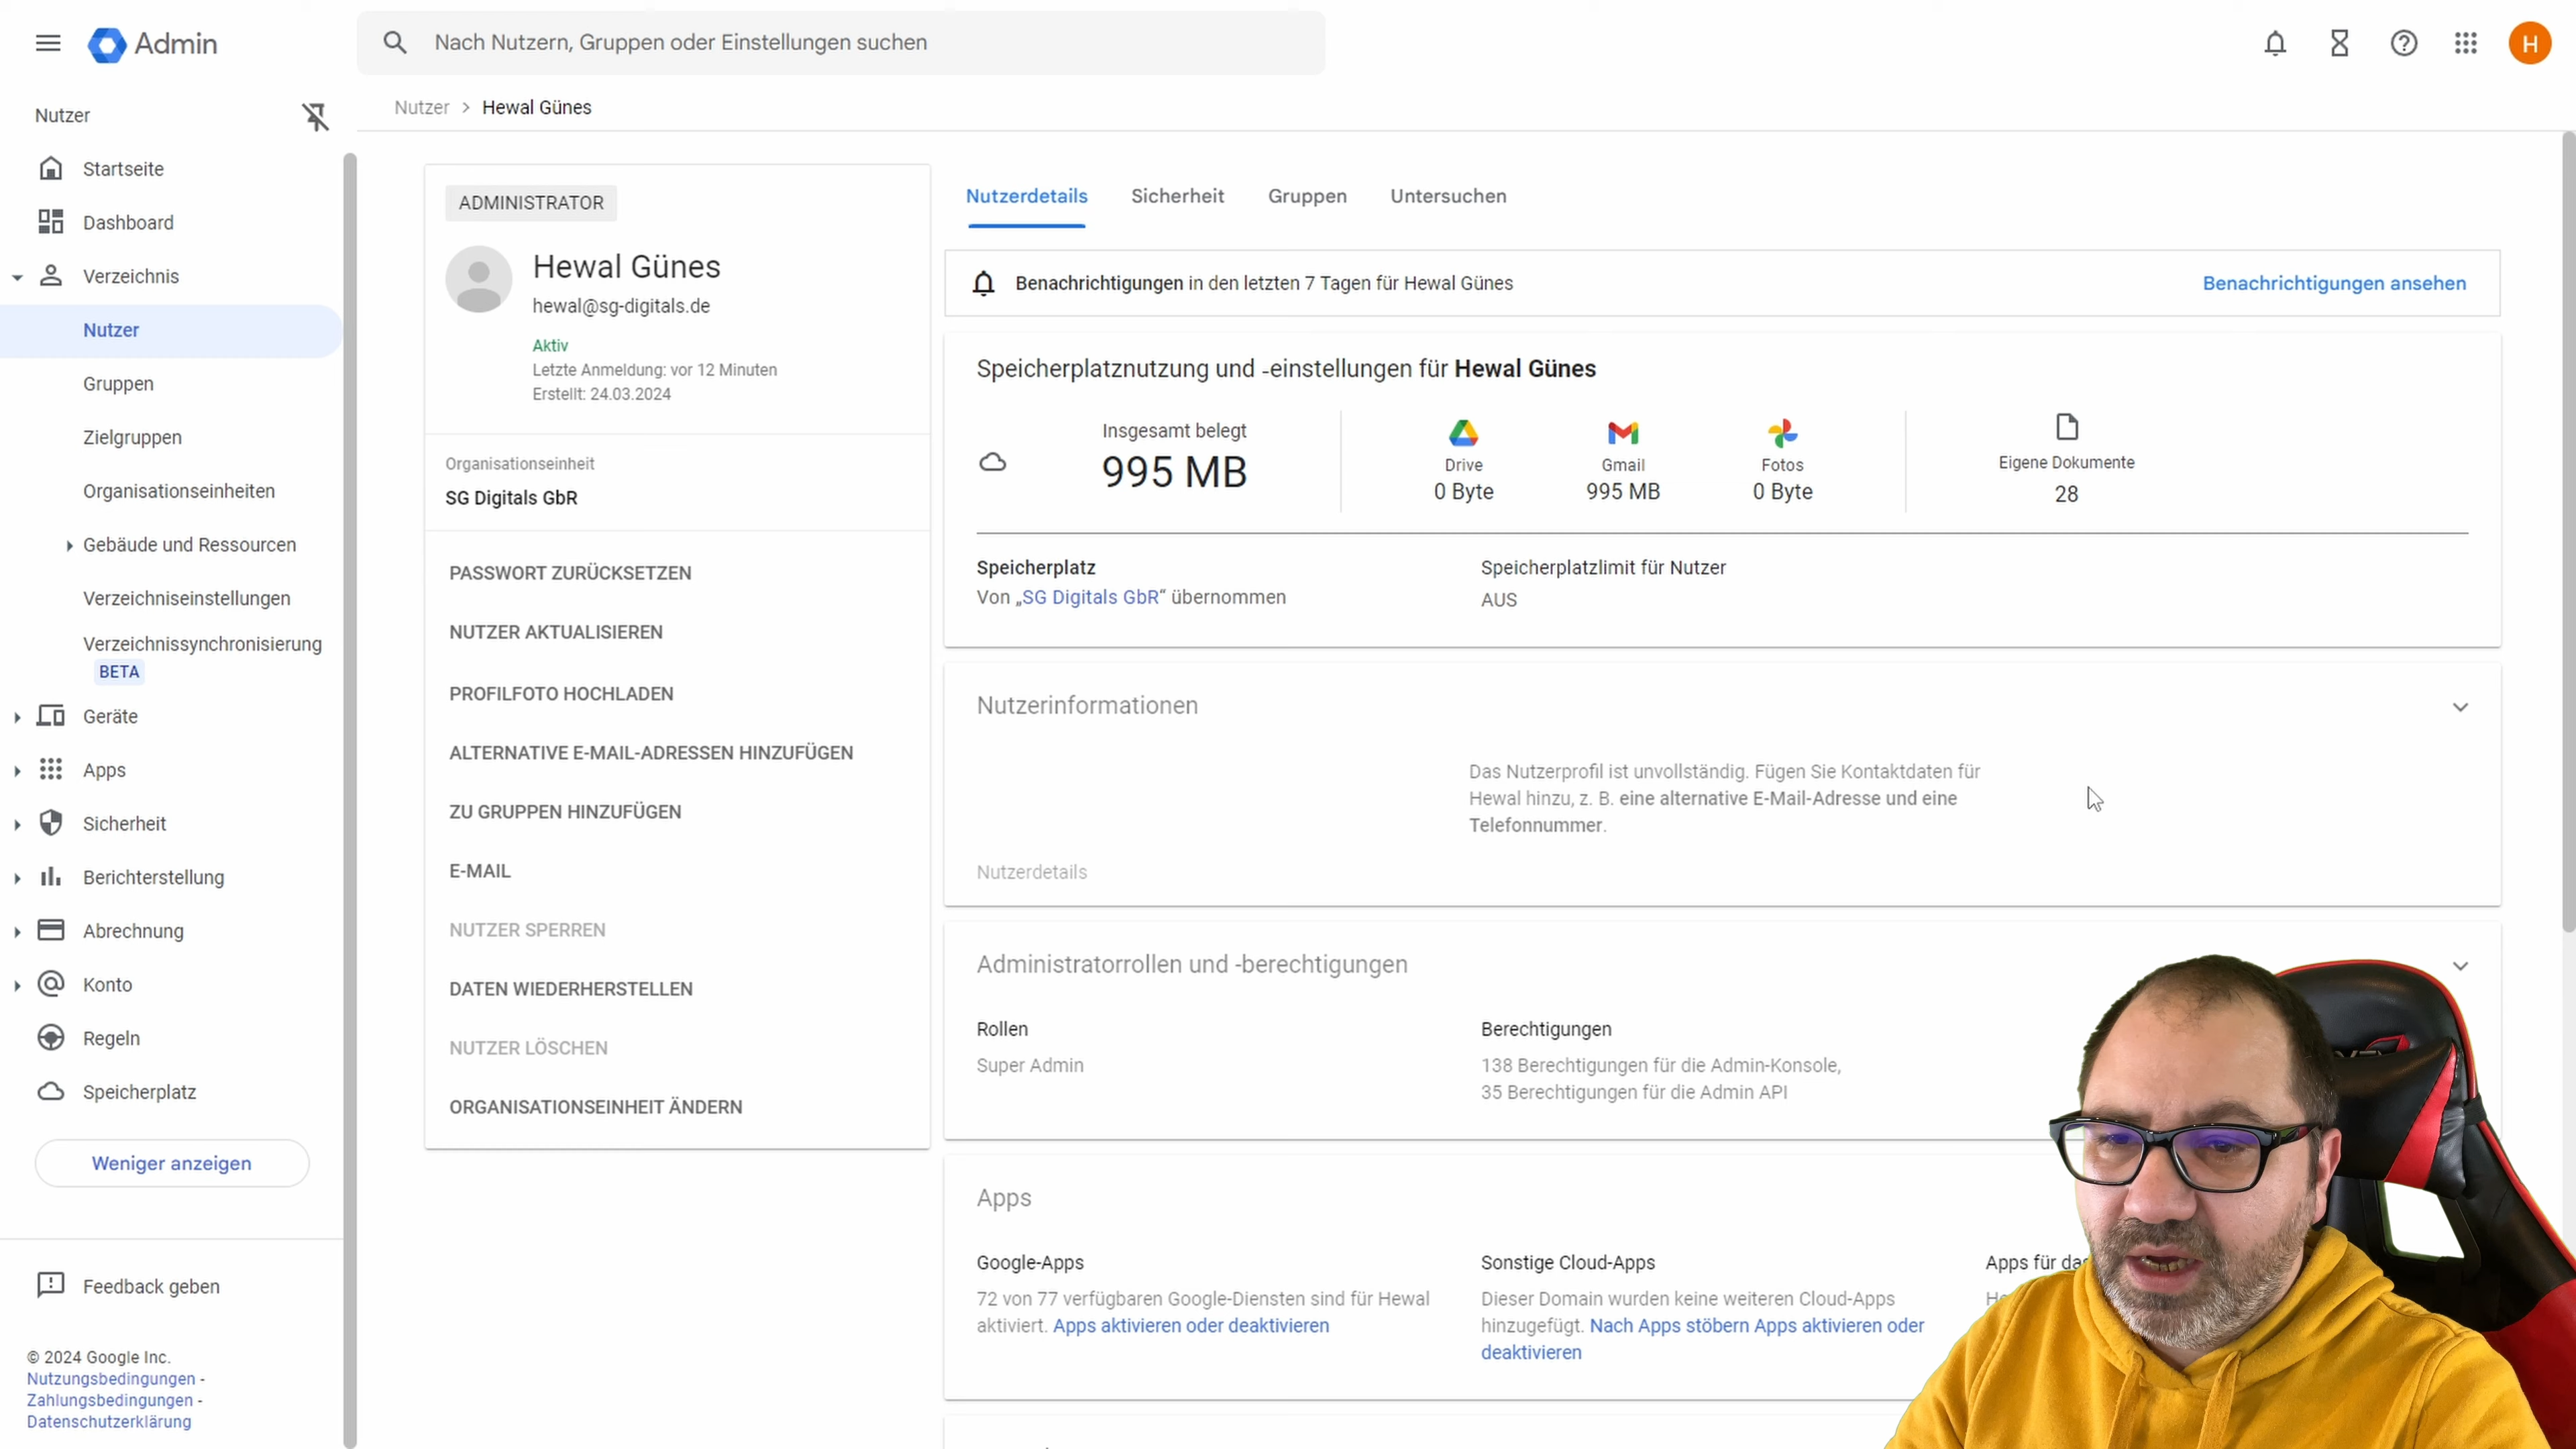 Admin
Nach Nutzern, Gruppen oder Einstellungen suchen
H
Nutzer
Startseite
Dashboard
Verzeichnis
Nutzer
Gruppen
Zielgruppen
Organisationseinheiten
Gebäude und Ressourcen
Verzeichniseinstellungen
Verzeichnissynchronisierung
BETA
Geräte
Apps
Sicherheit
Berichterstellung
Abrechnung
Konto
Regeln
Speicherplatz
Weniger anzeigen
Feedback geben
© 2024 Google Inc.
Nutzungsbedingungen -
Zahlungsbedingungen -
Datenschutzerklärung
Nutzer > Hewal Günes
ADMINISTRATOR
Hewal Günes
hewal@sg-digitals.de
Aktiv
Letzte Anmeldung: vor 12 Minuten
Erstellt: 24.03.2024
Organisationseinheit
SG Digitals GbR
PASSWORT ZURÜCKSETZEN
NUTZER AKTUALISIEREN
PROFILFOTO HOCHLADEN
ALTERNATIVE E-MAIL-ADRESSEN HINZUFÜGEN
ZU GRUPPEN HINZUFÜGEN
E-MAIL
NUTZER SPERREN
DATEN WIEDERHERSTELLEN
NUTZER LÖSCHEN
ORGANISATIONSEINHEIT ÄNDERN
Nutzerdetails Sicherheit Gruppen Untersuchen
Benachrichtigungen in den letzten 7 Tagen für Hewal Günes Benachrichtigungen ansehen
Speicherplatznutzung und -einstellungen für Hewal Günes
Insgesamt belegt
995 MB
Drive
0 Byte
Gmail
995 MB
Fotos
0 Byte
Eigene Dokumente
28
Speicherplatz
Von „SG Digitals GbR“ übernommen
Speicherplatzlimit für Nutzer
AUS
Nutzerinformationen
Das Nutzerprofil ist unvollständig. Fügen Sie Kontaktdaten für
Hewal hinzu, z. B. eine alternative E-Mail-Adresse und eine
Telefonnummer.
Nutzerdetails
Administratorrollen und -berechtigungen
Rollen
Super Admin
Berechtigungen
138 Berechtigungen für die Admin-Konsole,
35 Berechtigungen für die Admin API
Apps
Google-Apps
72 von 77 verfügbaren Google-Diensten sind für Hewal
aktiviert. Apps aktivieren oder deaktivieren
Sonstige Cloud-Apps
Dieser Domain wurden keine weiteren Cloud-Apps
hinzugefügt. Nach Apps stöbern Apps aktivieren oder
deaktivieren
Apps für